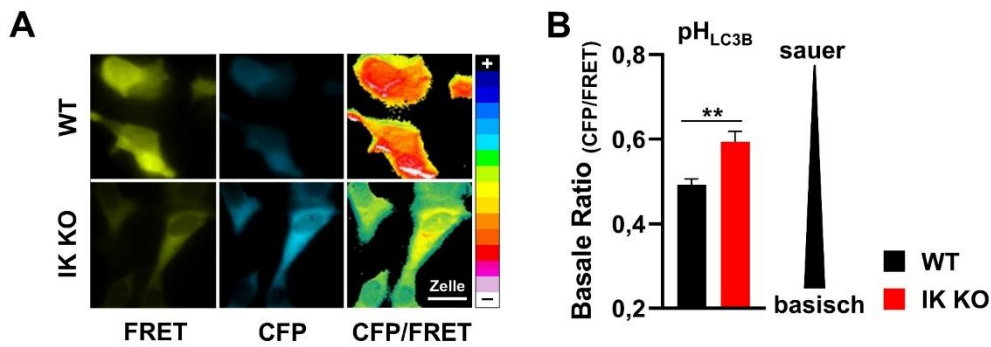 A
WT
IK KO
+
−
Zelle
FRET
CFP
CFP/FRET
B
pHLC3B
Basale Ratio (CFP/FRET)
0,8
0,6
0,4
0,2
**
sauer
basisch
WT
IK KO